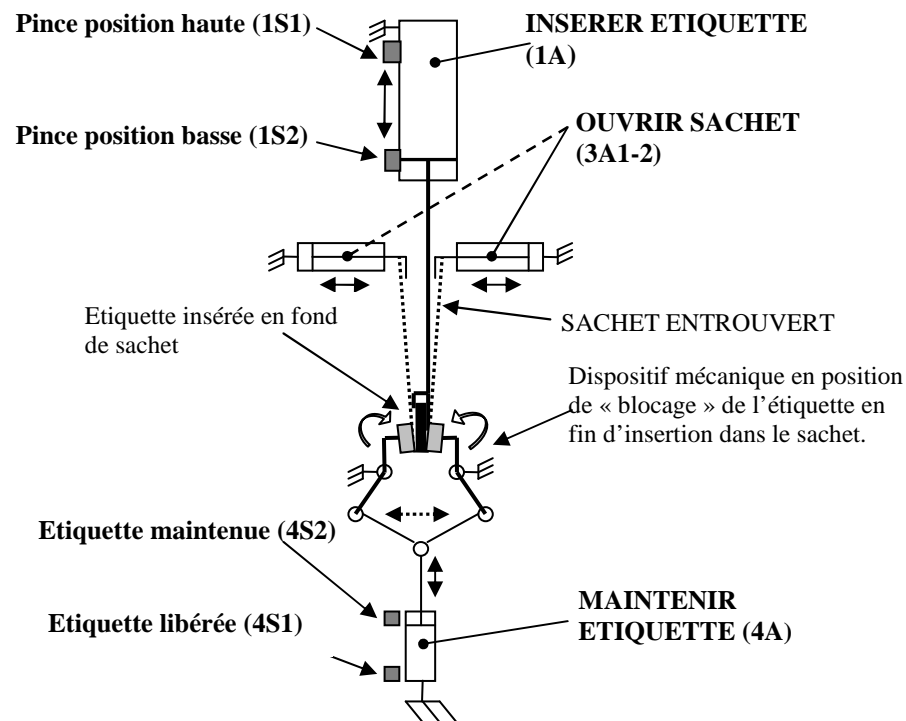 Pince position haute (1S1)
INSERER ETIQUETTE
(1A)
Pince position basse (1S2)
OUVRIR SACHET
(3A1-2)
Etiquette insérée en fond
de sachet
SACHET ENTROUVERT
Dispositif mécanique en position
de « blocage » de l’étiquette en
fin d’insertion dans le sachet.
Etiquette maintenue (4S2)
Etiquette libérée (4S1)
MAINTENIR
ETIQUETTE (4A)